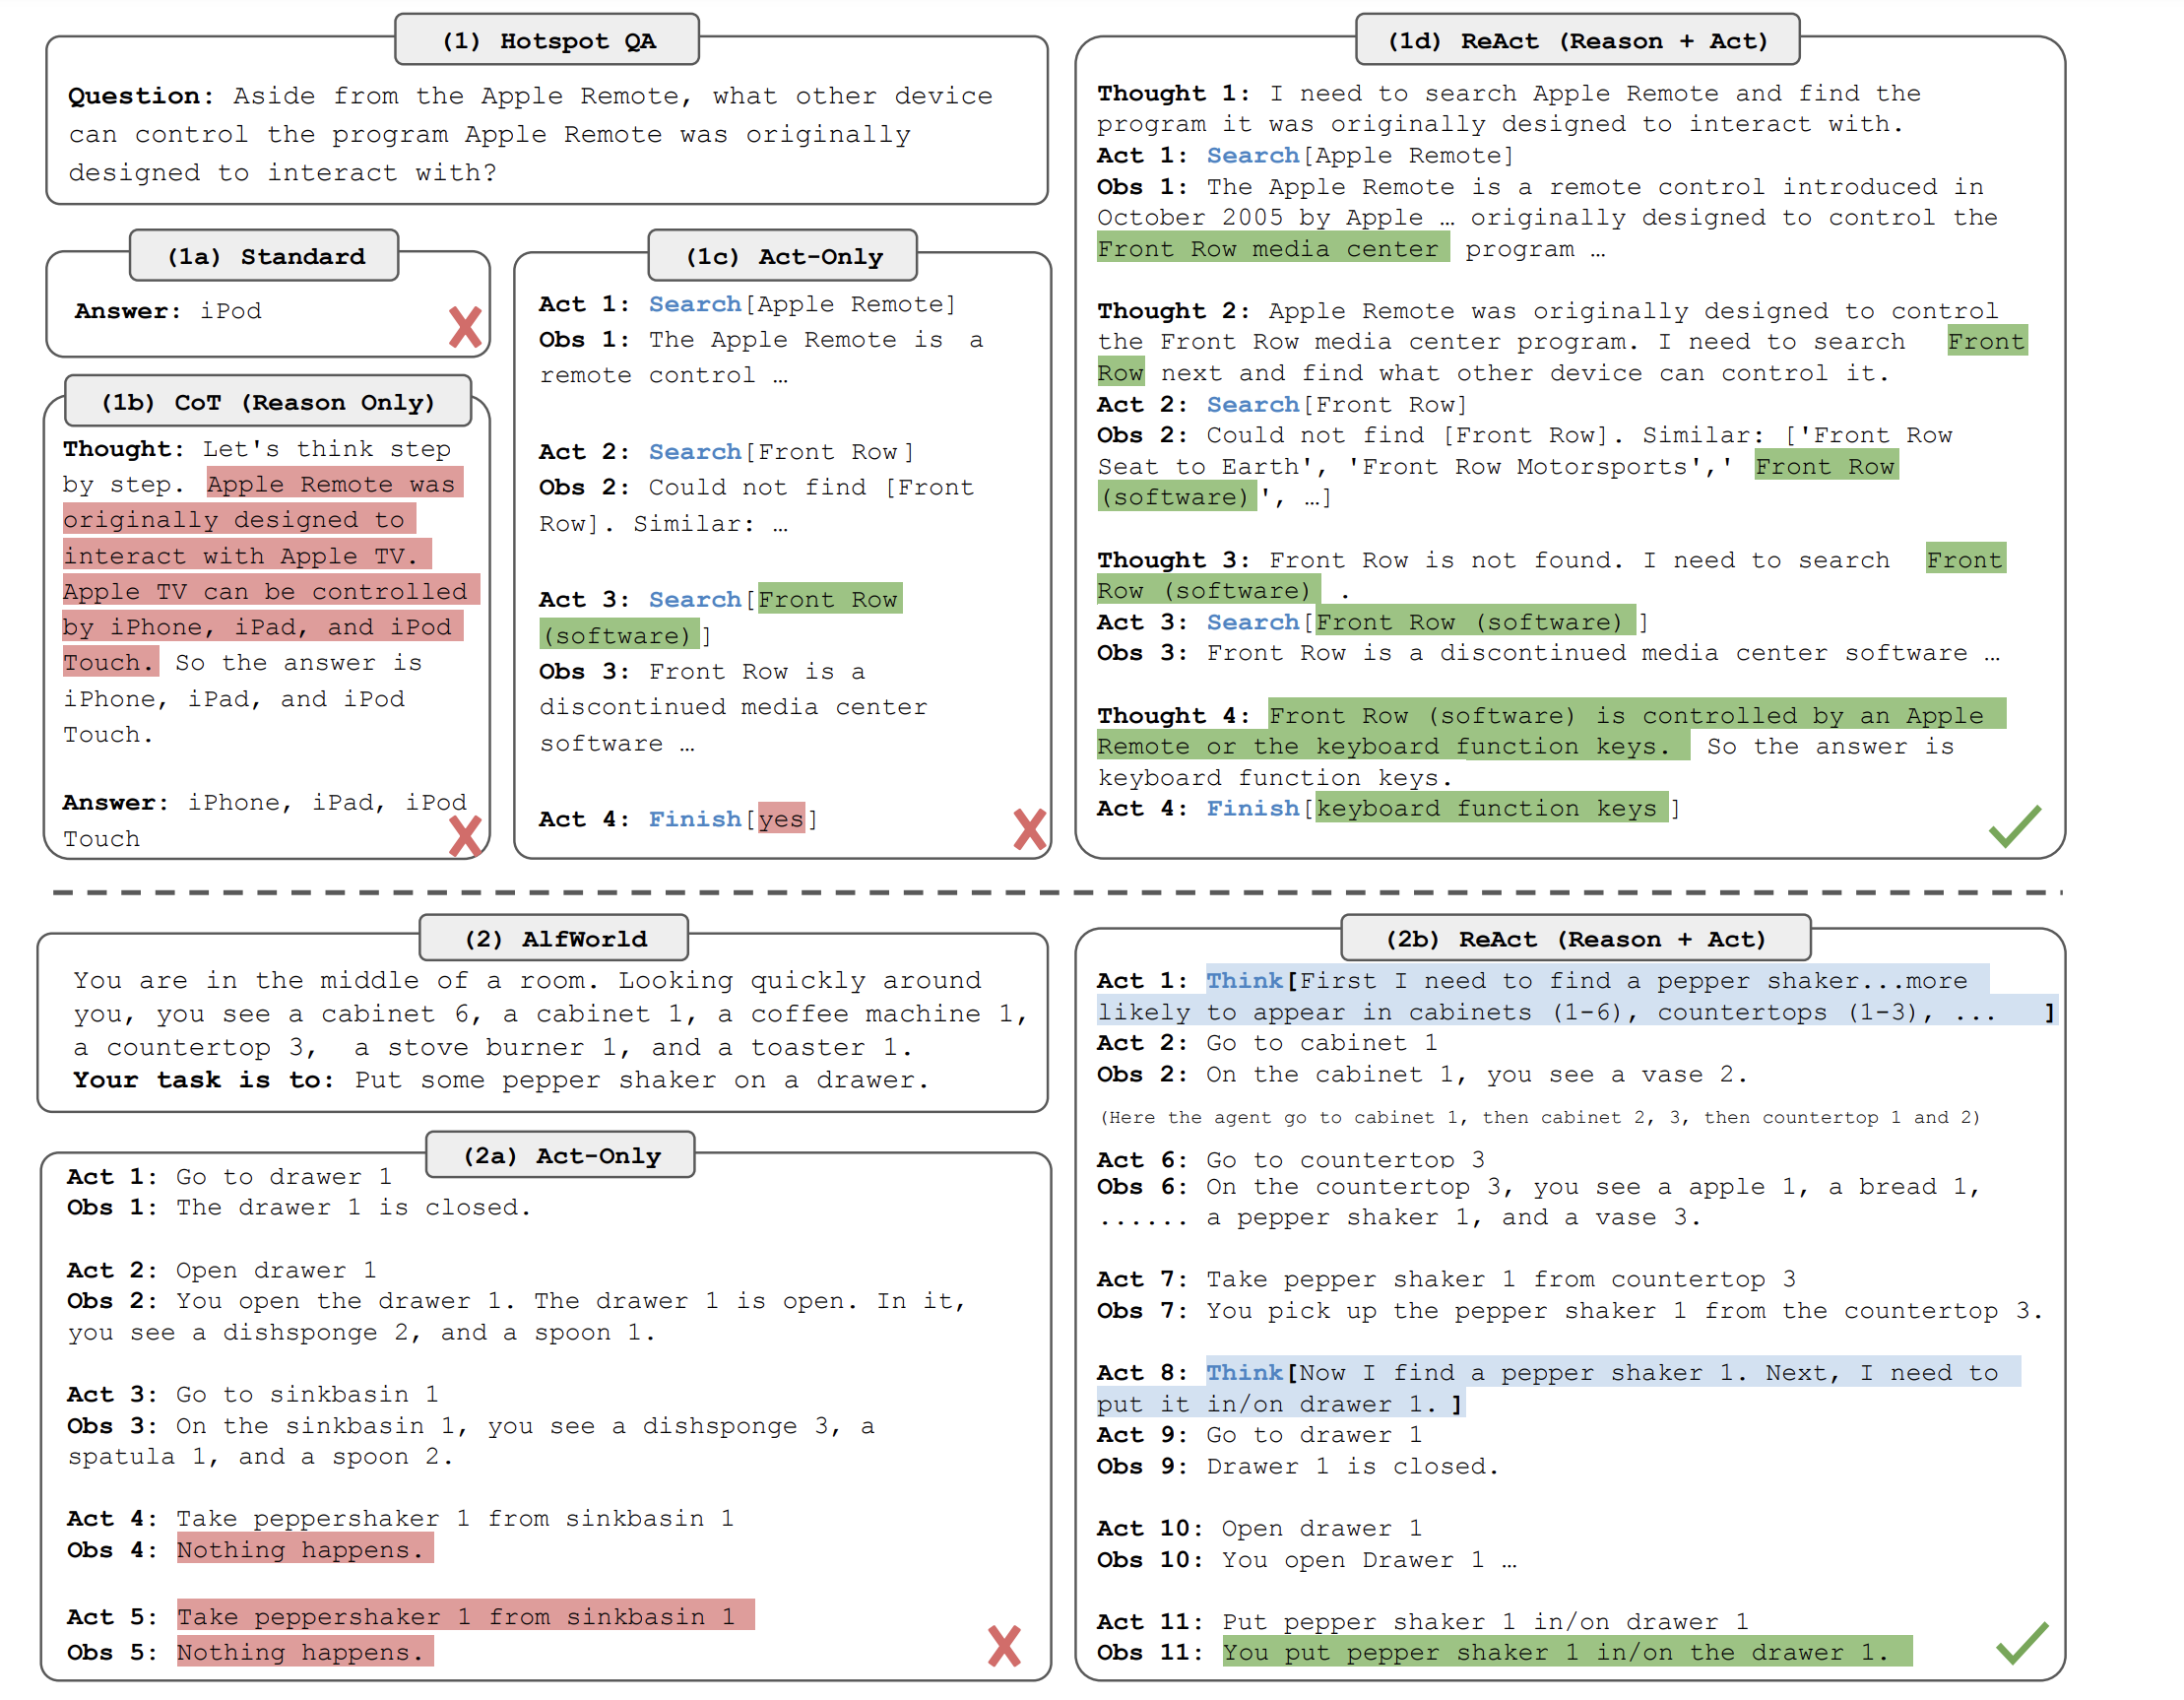 (1) Hotspot QA
Question: Aside from the Apple Remote, what other device
can control the program Apple Remote was originally
designed to interact with?
(1a) Standard
Answer: iPod
(1b) CoT (Reason Only)
Thought: Let's think step
by step. Apple Remote was
originally designed to
interact with Apple TV.
Apple TV can be controlled
by iPhone, iPad, and iPod
Touch. So the answer is
iPhone, iPad, and iPod
Touch.
Answer: iPhone, iPad, iPod
Touch
(1c) Act-Only
Act 1: Search[Apple Remote]
Obs 1: The Apple Remote is a
remote control …
Act 2: Search[Front Row]
Obs 2: Could not find [Front
Row]. Similar: …
Act 3: Search[Front Row
(software)]
Obs 3: Front Row is a
discontinued media center
software …
Act 4: Finish[yes]
(1d) ReAct (Reason + Act)
Thought 1: I need to search Apple Remote and find the
program it was originally designed to interact with.
Act 1: Search[Apple Remote]
Obs 1: The Apple Remote is a remote control introduced in
October 2005 by Apple … originally designed to control the
Front Row media center program …
Thought 2: Apple Remote was originally designed to control
the Front Row media center program. I need to search Front
Row next and find what other device can control it.
Act 2: Search[Front Row]
Obs 2: Could not find [Front Row]. Similar: ['Front Row
Seat to Earth', 'Front Row Motorsports',' Front Row
(software)', …]
Thought 3: Front Row is not found. I need to search Front
Row (software) .
Act 3: Search[Front Row (software) ]
Obs 3: Front Row is a discontinued media center software …
Thought 4: Front Row (software) is controlled by an Apple
Remote or the keyboard function keys. So the answer is
keyboard function keys.
Act 4: Finish[keyboard function keys ]
(2) AlfWorld
You are in the middle of a room. Looking quickly around
you, you see a cabinet 6, a cabinet 1, a coffee machine 1,
a countertop 3, a stove burner 1, and a toaster 1.
Your task is to: Put some pepper shaker on a drawer.
(2a) Act-Only
Act 1: Go to drawer 1
Obs 1: The drawer 1 is closed.
Act 2: Open drawer 1
Obs 2: You open the drawer 1. The drawer 1 is open. In it,
you see a dishsponge 2, and a spoon 1.
Act 3: Go to sinkbasin 1
Obs 3: On the sinkbasin 1, you see a dishsponge 3, a
spatula 1, and a spoon 2.
Act 4: Take peppershaker 1 from sinkbasin 1
Obs 4: Nothing happens.
Act 5: Take peppershaker 1 from sinkbasin 1
Obs 5: Nothing happens.
(2b) ReAct (Reason + Act)
Act 1: Think[First I need to find a pepper shaker...more
likely to appear in cabinets (1-6), countertops (1-3), ... ]
Act 2: Go to cabinet 1
Obs 2: On the cabinet 1, you see a vase 2.
(Here the agent go to cabinet 1, then cabinet 2, 3, then countertop 1 and 2)
Act 6: Go to countertop 3
Obs 6: On the countertop 3, you see a apple 1, a bread 1,
...... a pepper shaker 1, and a vase 3.
Act 7: Take pepper shaker 1 from countertop 3
Obs 7: You pick up the pepper shaker 1 from the countertop 3.
Act 8: Think[Now I find a pepper shaker 1. Next, I need to
put it in/on drawer 1. ]
Act 9: Go to drawer 1
Obs 9: Drawer 1 is closed.
Act 10: Open drawer 1
Obs 10: You open Drawer 1 …
Act 11: Put pepper shaker 1 in/on drawer 1
Obs 11: You put pepper shaker 1 in/on the drawer 1.